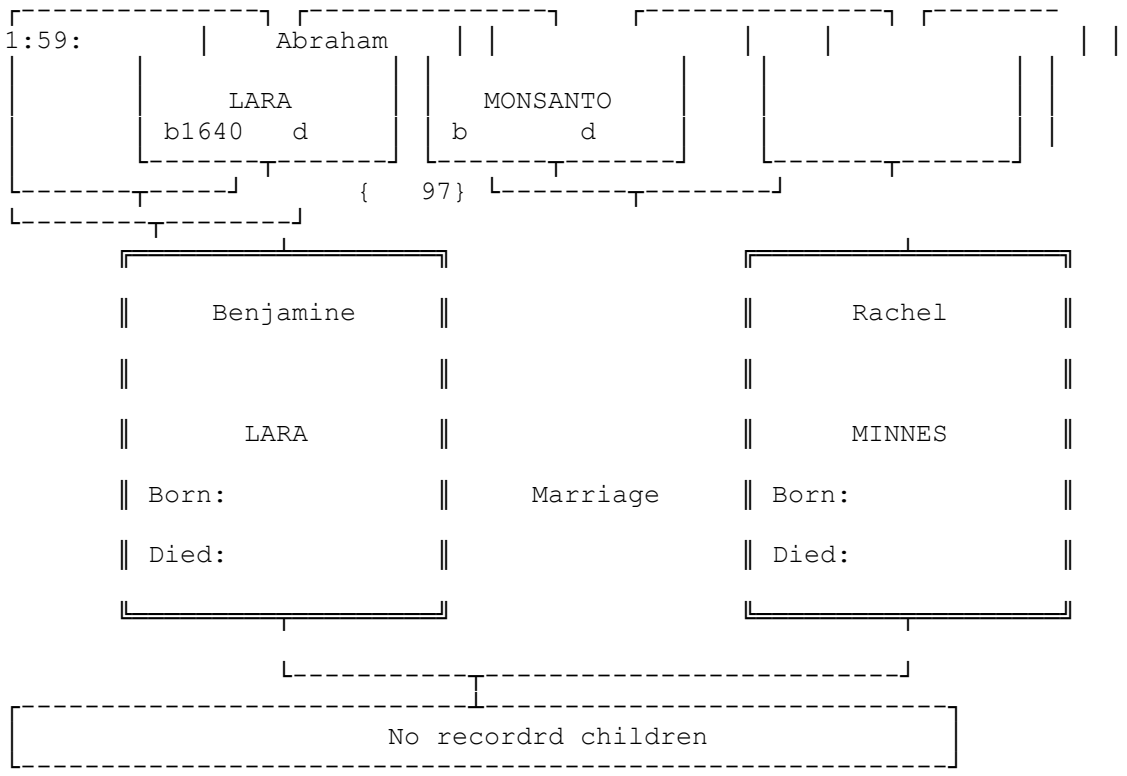 1:59: Abraham
LARA MONSANTO
b1640 d b d
{ 97}
Benjamine Rachel
LARA MINNES
Born: Marriage Born:
Died: Died:
No recordrd children